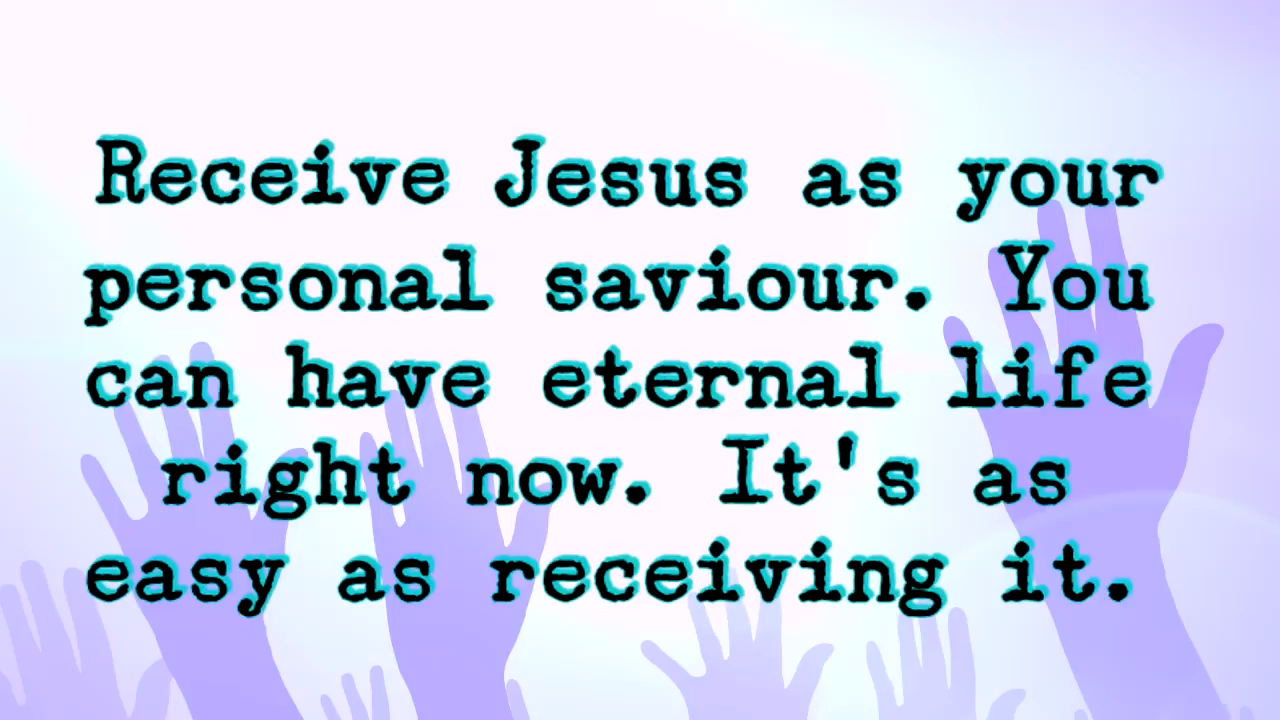 Receive Jesus as your
personal saviour. You
can have eternal life
right now. It's as
easy as receiving it.